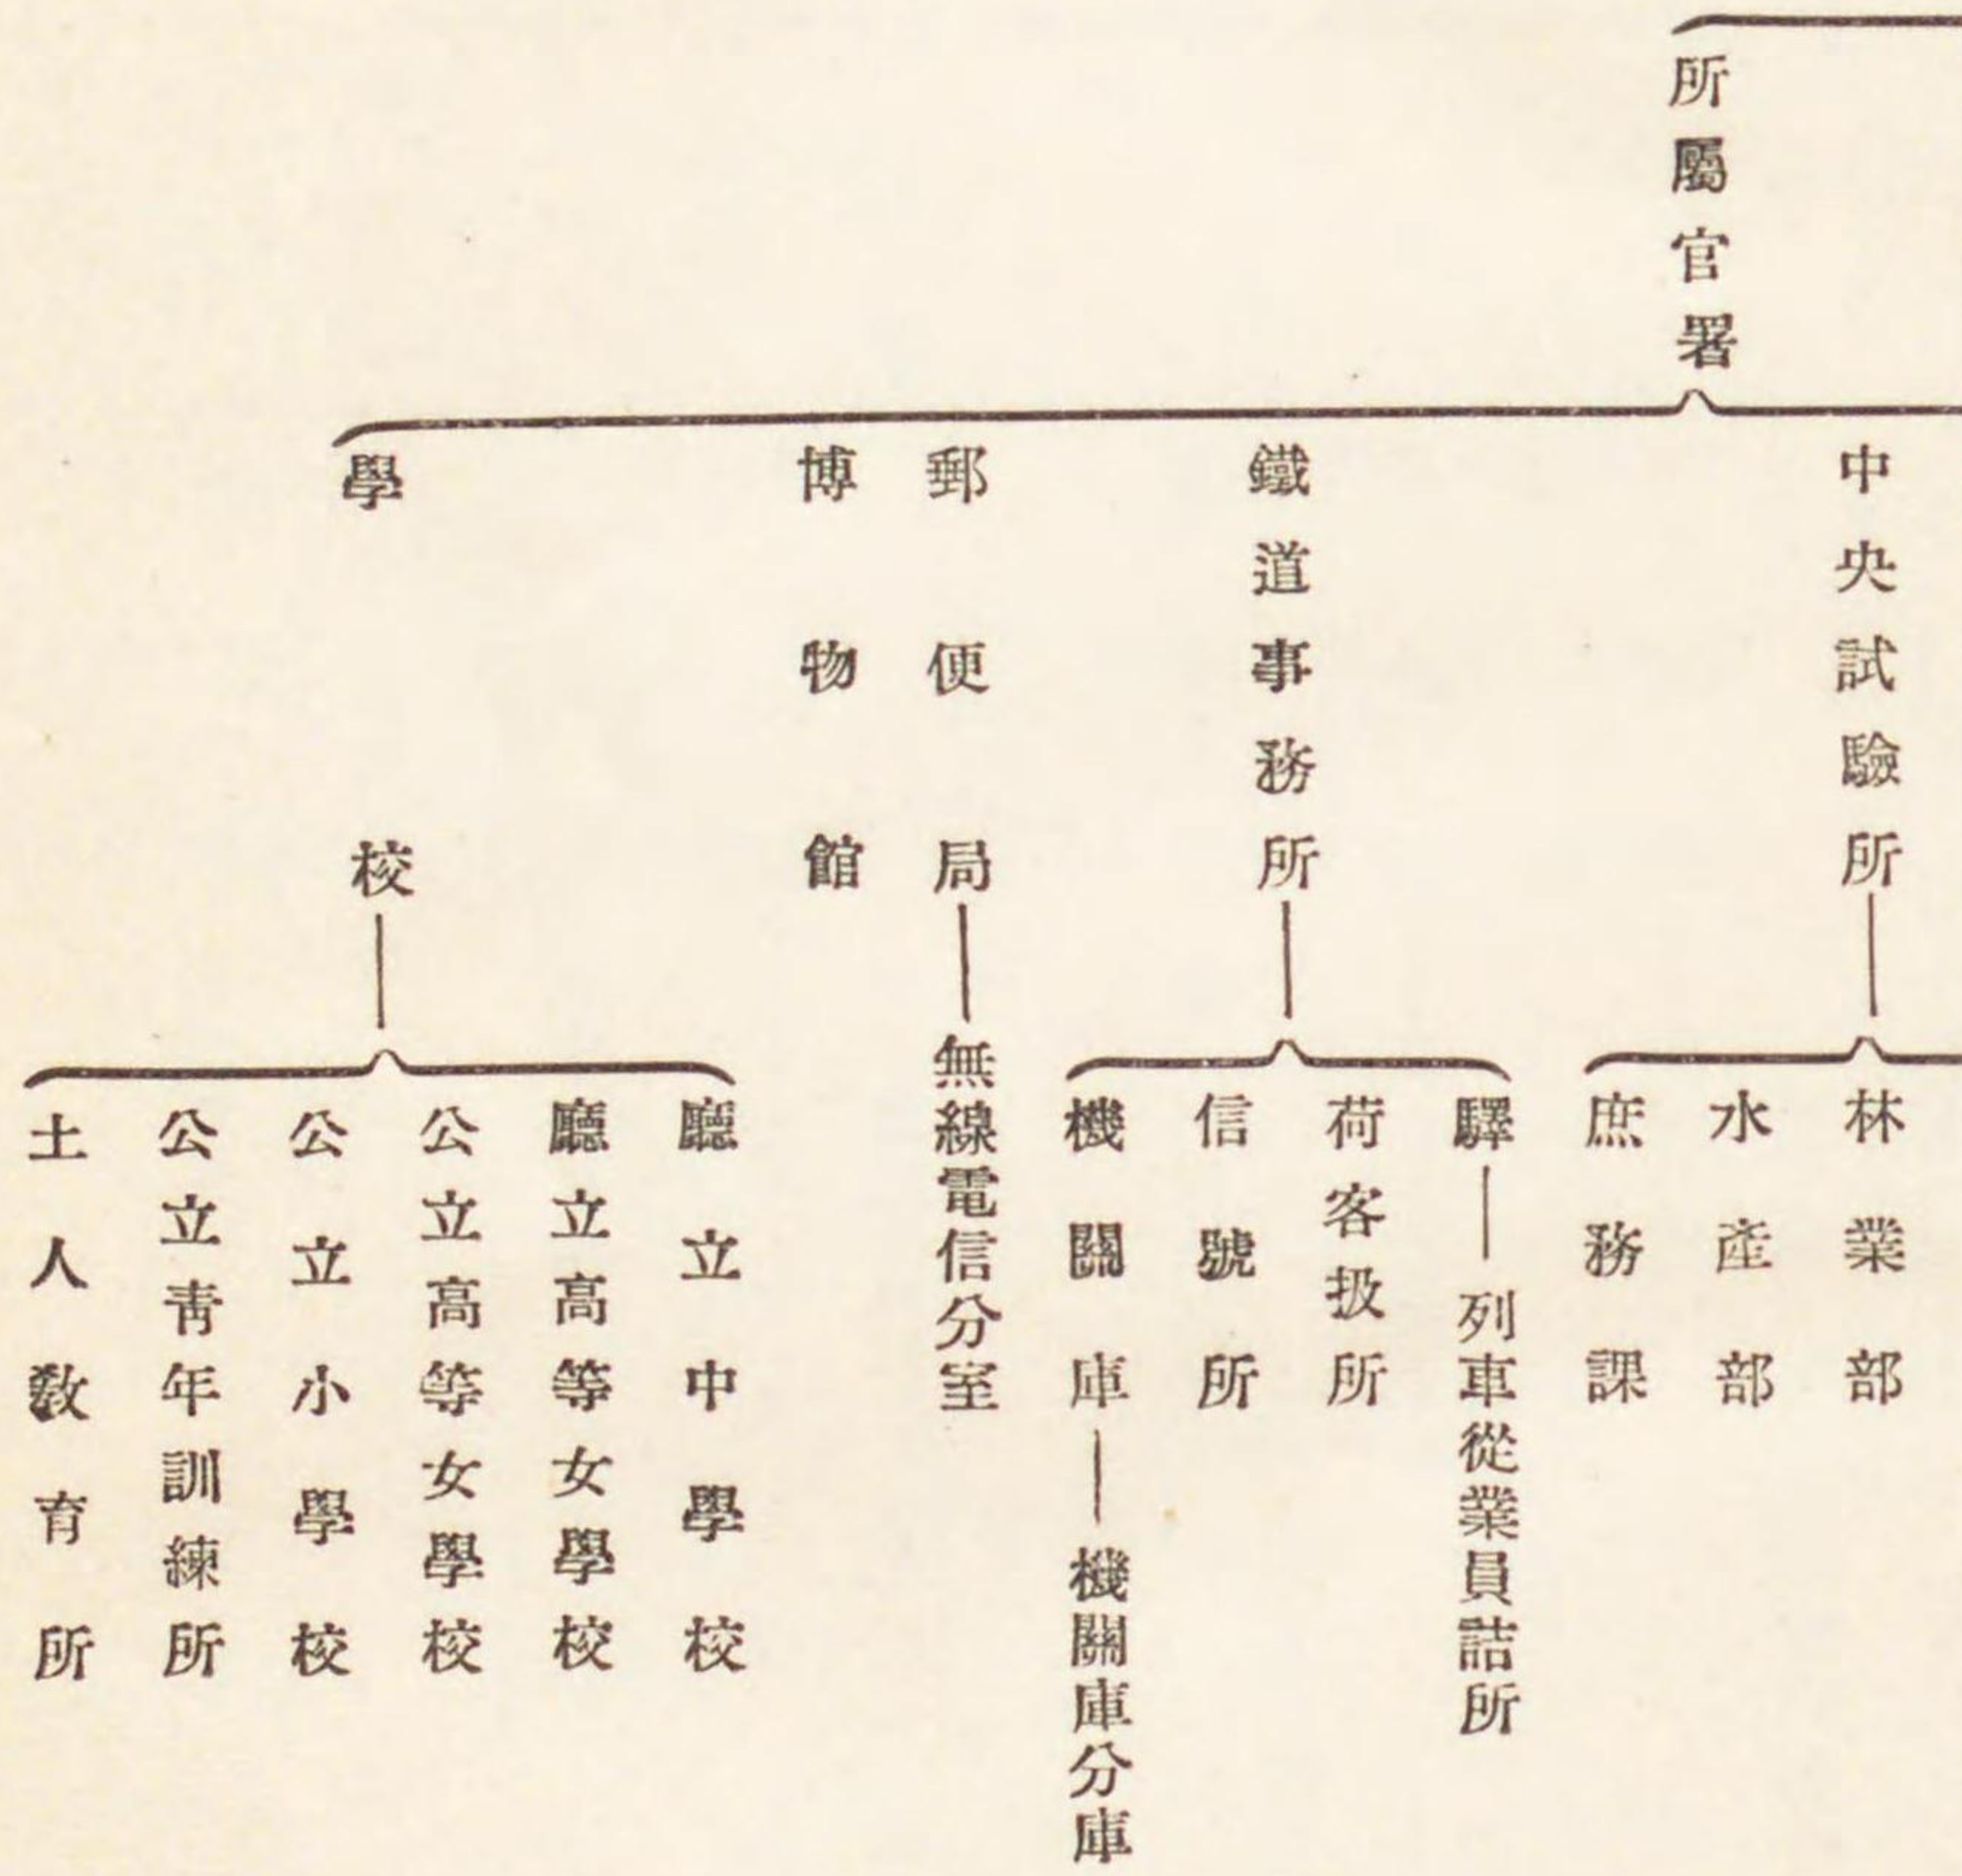 所屬官署
中央試驗所
林業部
水產部
庶務課
鐵道事務所
驛
列車從業員詰所
荷客扱所
信號所
機關庫
機關庫分庫
郵便局
無線電信分室
博物館
學校
廳立中學校
廳立高等女學校
公立高等女學校
公立小學校
公立靑年訓練所
土人敎育所